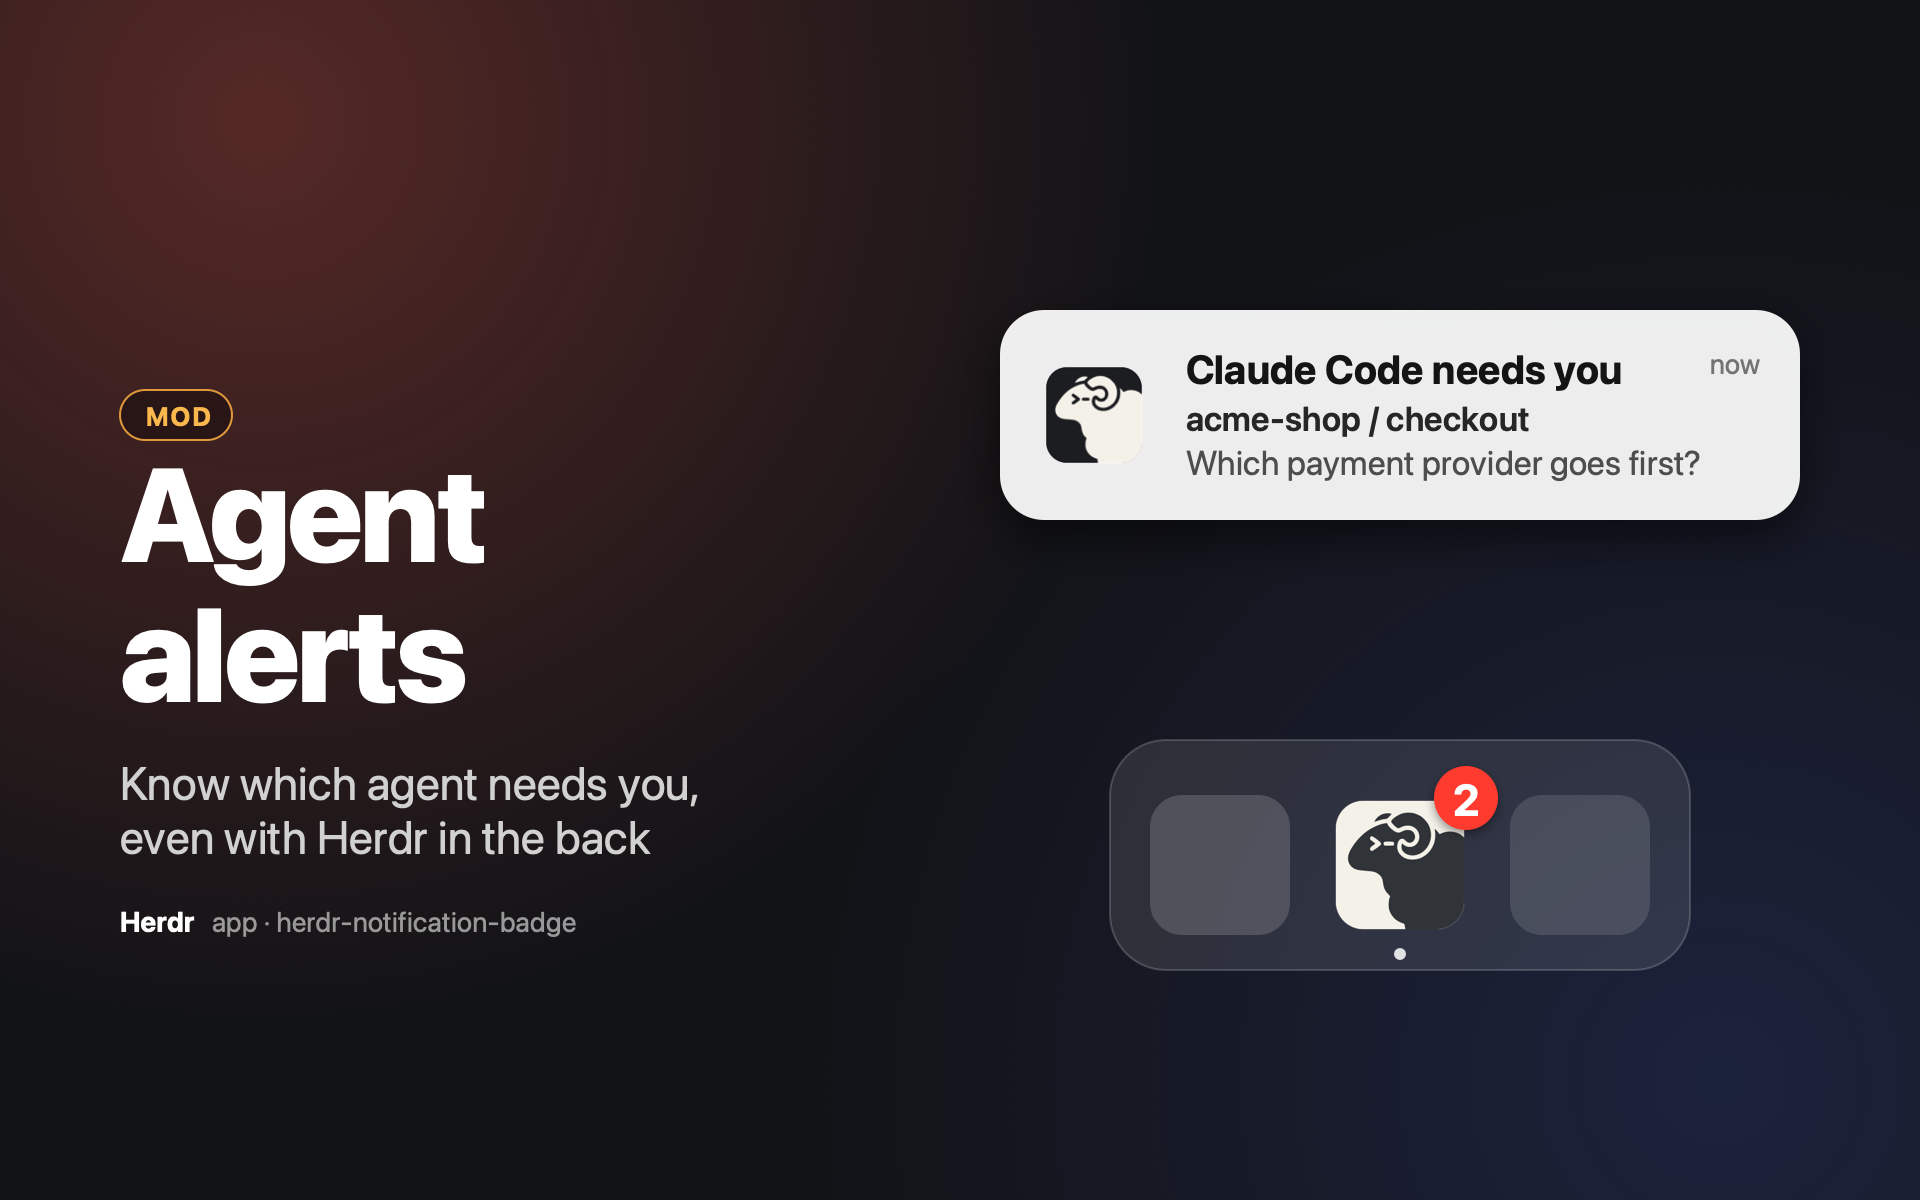 MOD
Agent
alerts
Know which agent needs you,
even with Herdr in the back
Herdr app · herdr-notification-badge
Claude Code needs you
now
acme-shop / checkout
Which payment provider goes first?
2